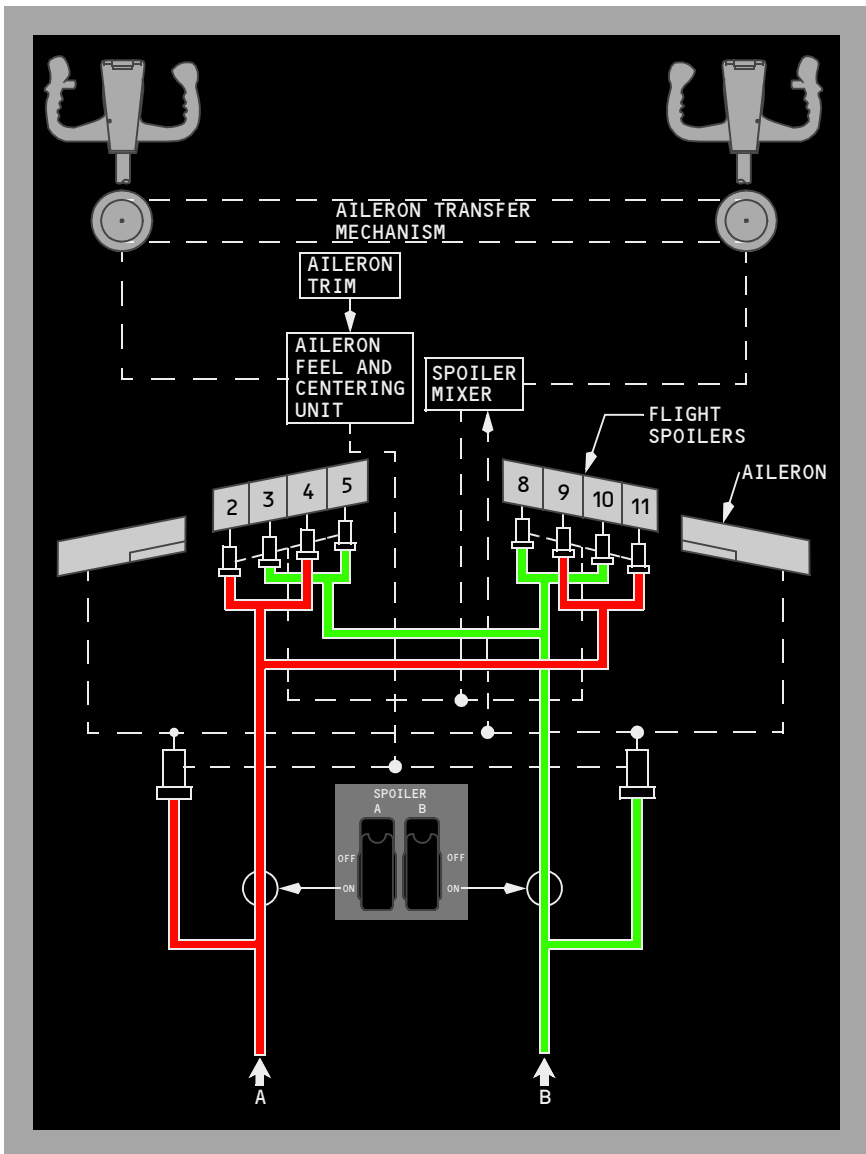 AILERON TRANSFER
MECHANISM
AILERON
TRIM
AILERON
FEEL AND
CENTERING
UNIT
SPOILER
MIXER
FLIGHT
SPOILERS
AILERON
2 3 4 5
8 9 10 11
SPOILER
A B
OFF OFF
ON ON
A B